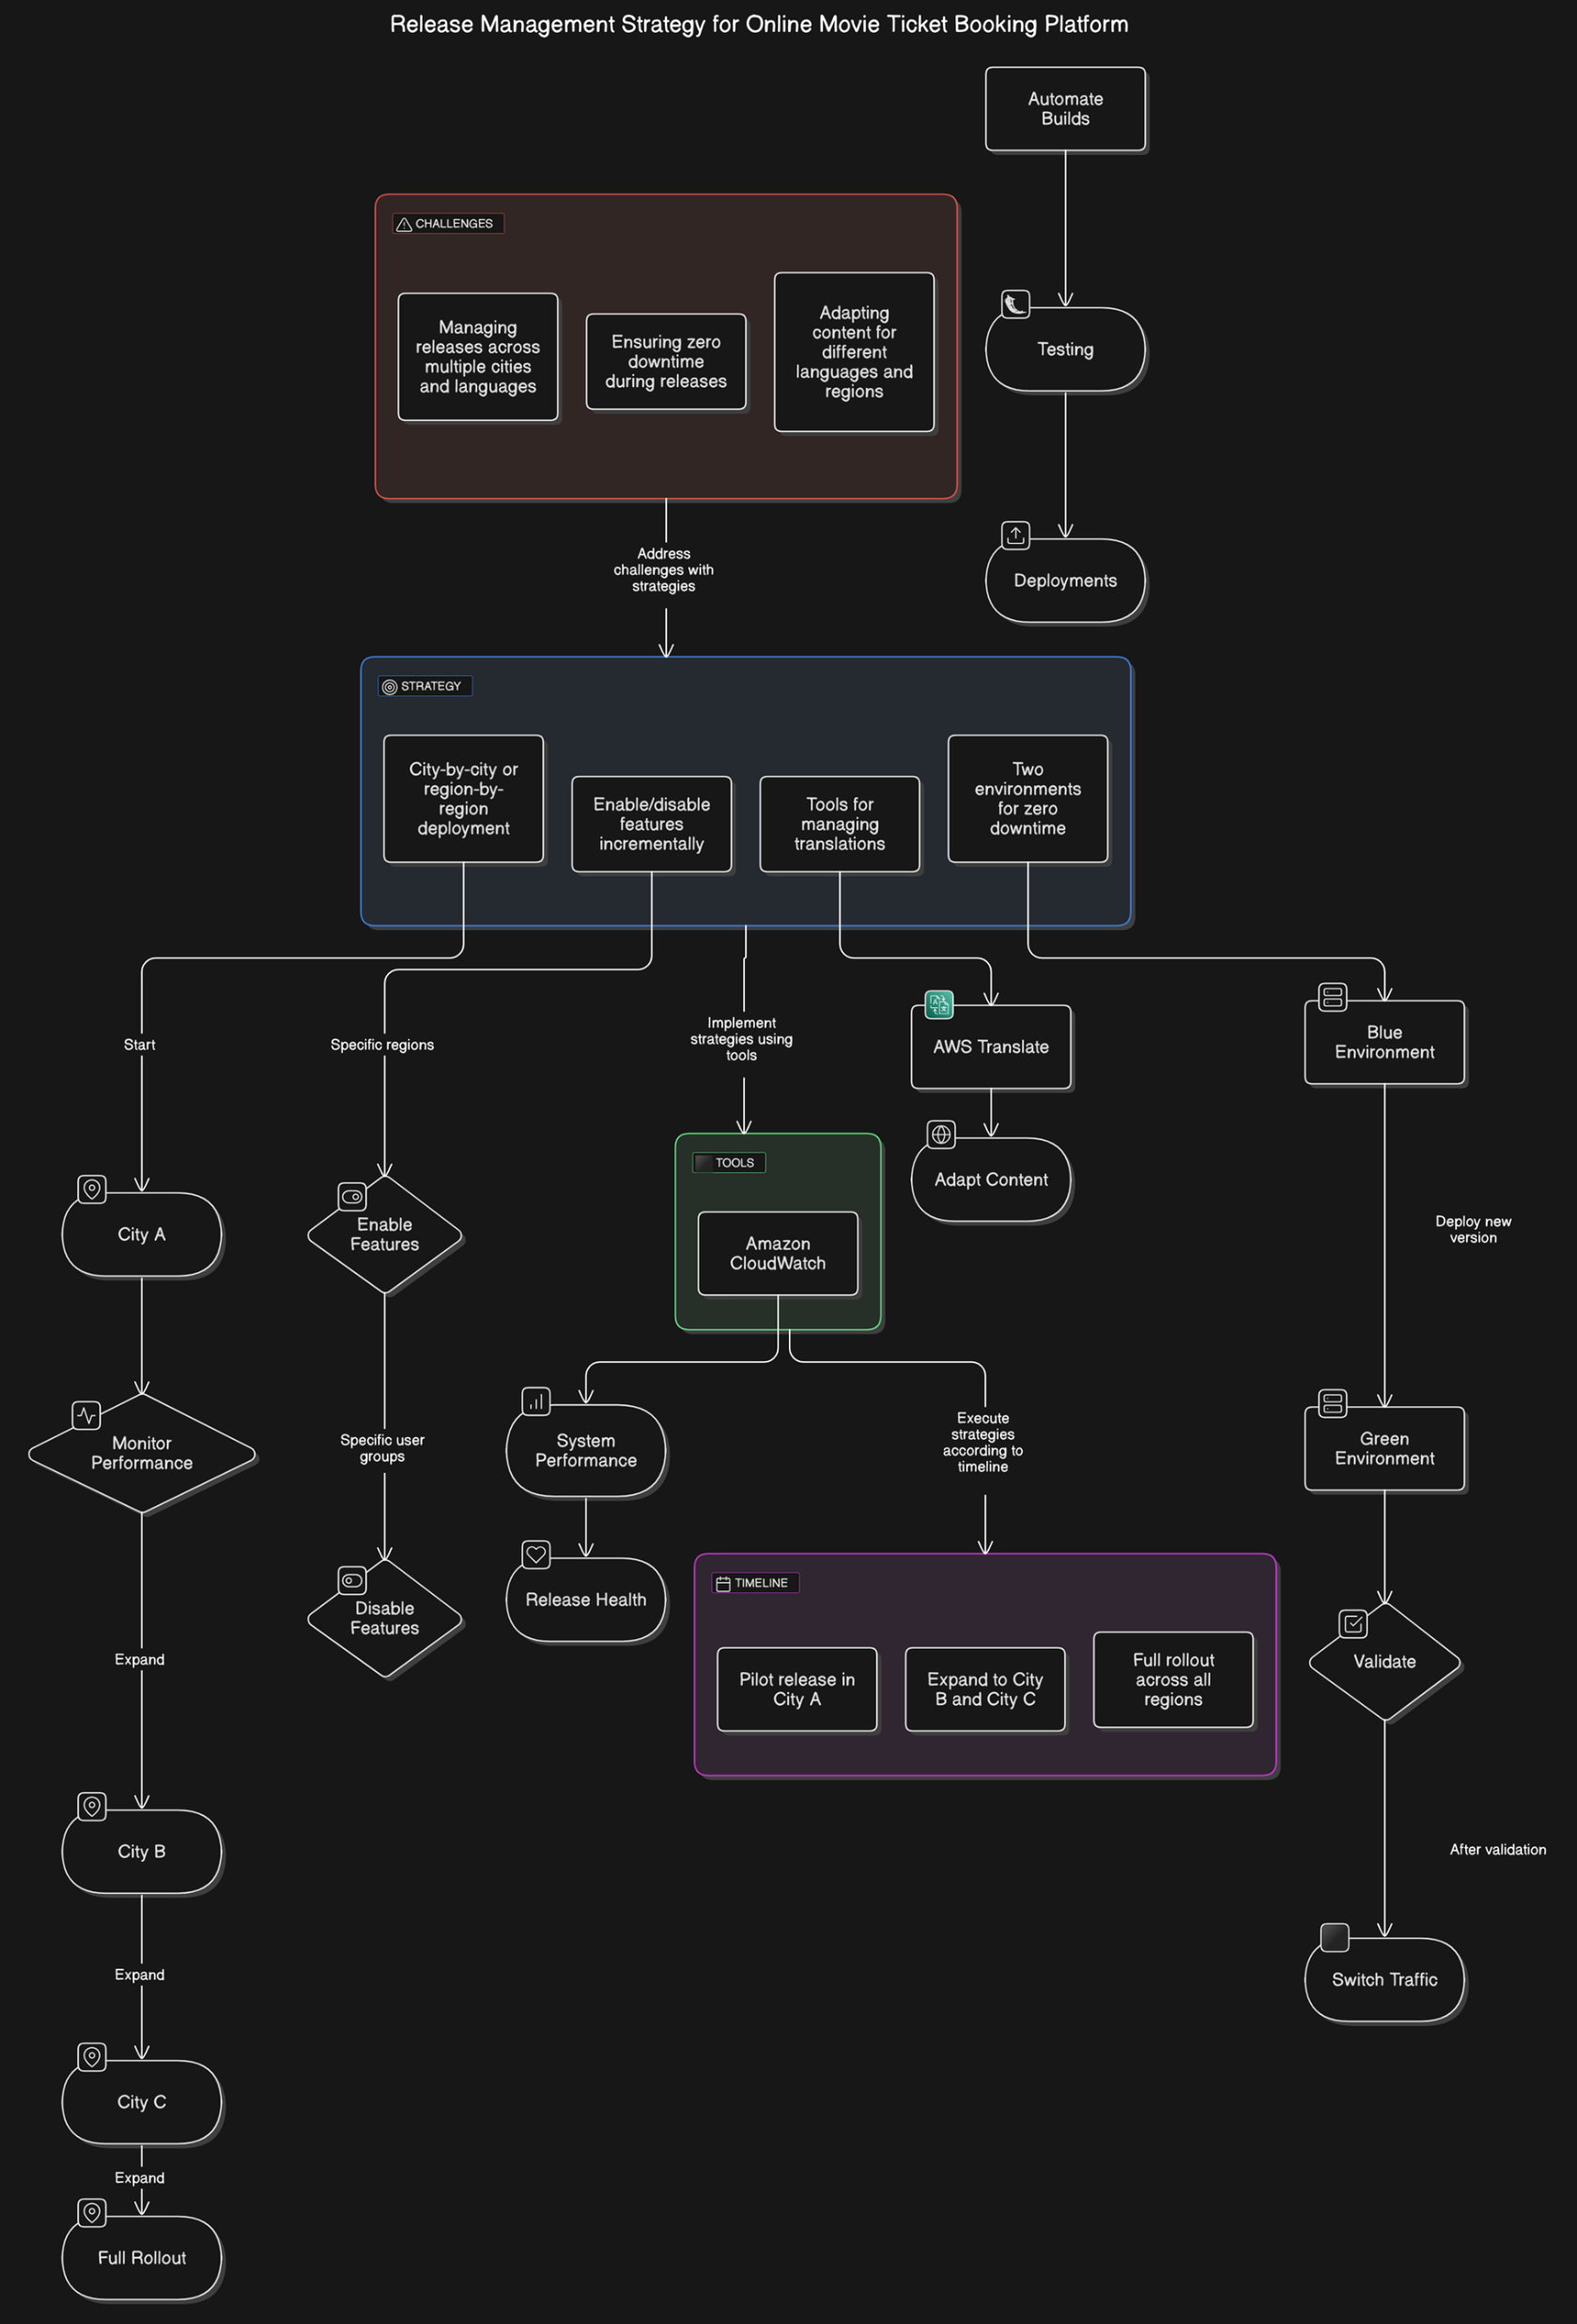 Release Management Strategy for Online Movie Ticket Booking Platform
Automate
Builds
CHALLENGES
Managing
releases across
multiple cities
and languages
Ensuring zero
downtime
during releases
Adapting
content for
different
languages and
regions
Testing
Deployments
Address
challenges with
strategies
STRATEGY
City-by-city or
region-by-
region
deployment
Enable/disable
features
incrementally
Tools for
managing
translations
Two
environments
for zero
downtime
Start
Specific regions
Implement
strategies using
tools
AWS Translate
Blue
Environment
Adapt Content
TOOLS
Amazon
CloudWatch
City A
Enable
Features
Deploy new
version
Monitor
Performance
Specific user
groups
System
Performance
Execute
strategies
according to
timeline
Green
Environment
Disable
Features
Release Health
TIMELINE
Pilot release in
City A
Expand to City
B and City C
Full rollout
across all
regions
Validate
Expand
City B
After validation
Expand
Switch Traffic
City C
Expand
Full Rollout